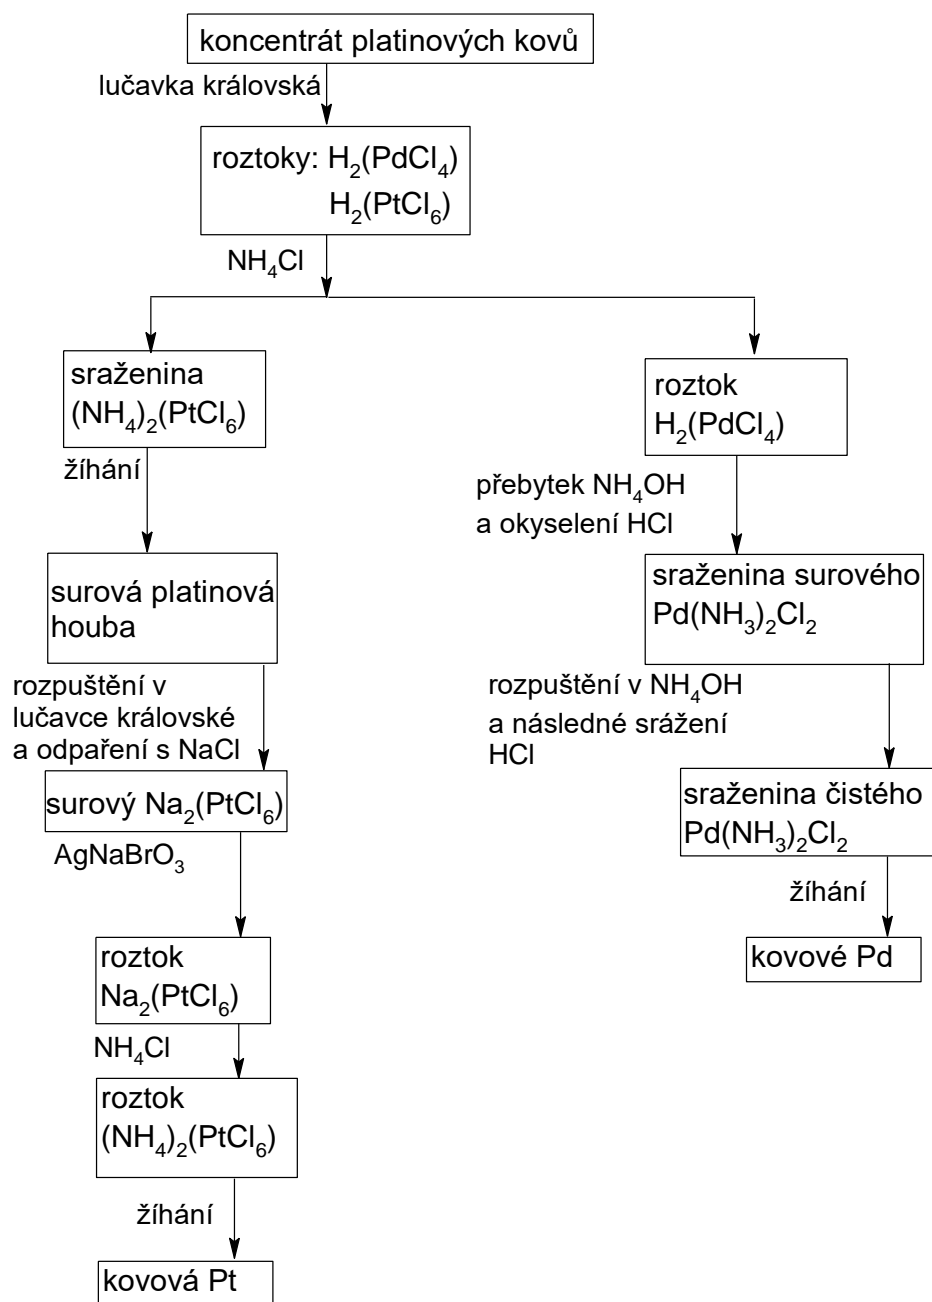 koncentrát platinových kovů
lučavka královská
roztoky: H₂(PdCl₄)
H₂(PtCl₆)
NH₄Cl
sraženina
(NH₄)₂(PtCl₆)
žíhání
surová platinová
houba
rozpuštění v
lučavce královské
a odpaření s NaCl
surový Na₂(PtCl₆)
AgNaBrO₃
roztok
Na₂(PtCl₆)
NH₄Cl
roztok
(NH₄)₂(PtCl₆)
žíhání
kovová Pt
roztok
H₂(PdCl₄)
přebytek NH₄OH
a okyselení HCl
sraženina surového
Pd(NH₃)₂Cl₂
rozpuštění v NH₄OH
a následné srážení
HCl
sraženina čistého
Pd(NH₃)₂Cl₂
žíhání
kovové Pd